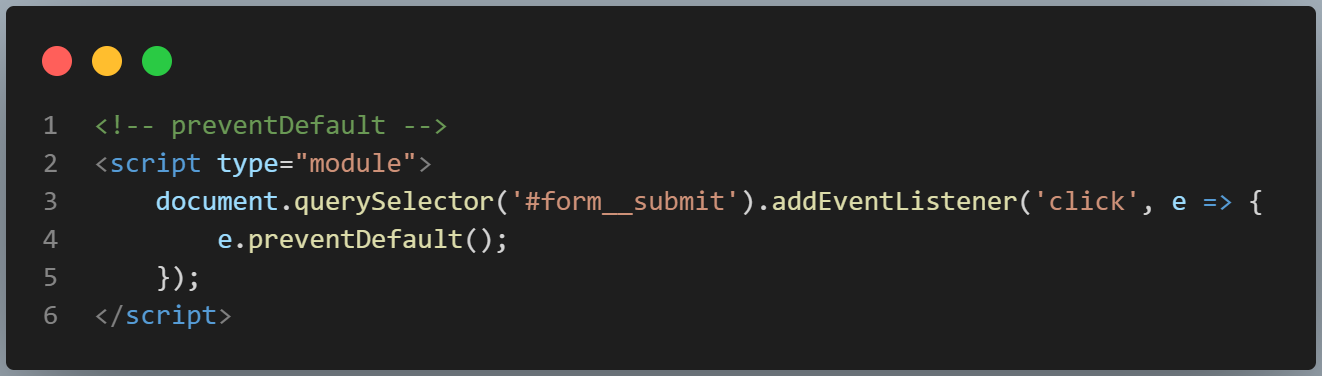 1 <!-- preventDefault -->
2 <script type="module">
3     document.querySelector('#form__submit').addEventListener('click', e => {
4         e.preventDefault();
5     });
6 </script>